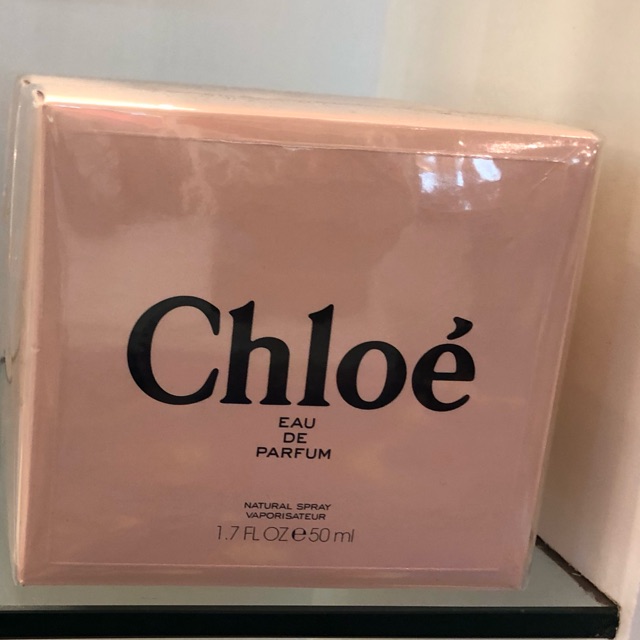 Chloé
EAU
DE
PARFUM
NATURAL SPRAY
VAPORISATEUR
1.7 FL OZ ℮ 50 ml